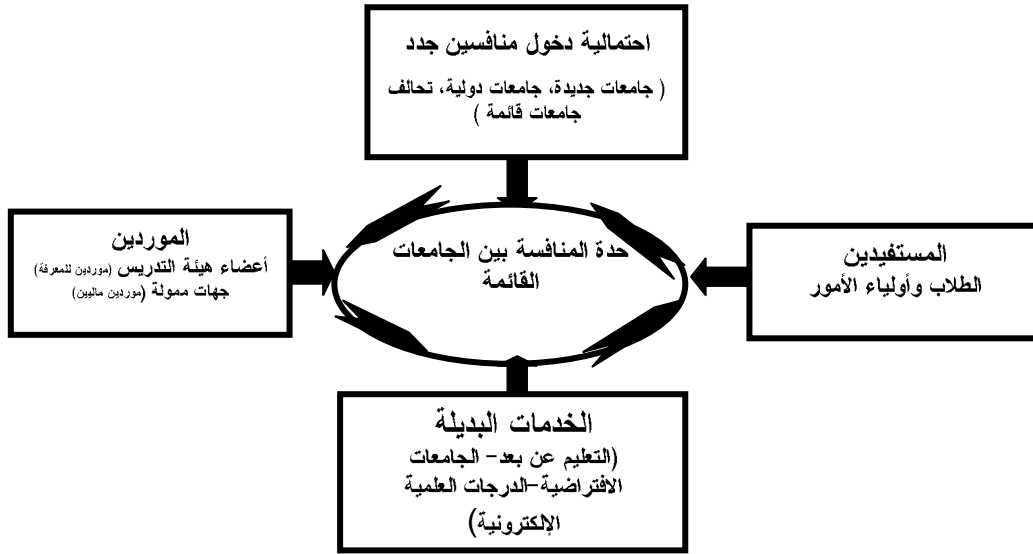 احتمالية دخول منافسين جدد
( جامعات جديدة، جامعات دولية، تحالف
جامعات قائمة )
حدة المنافسة بين الجامعات
القائمة
المستفيدين
الطلاب وأولياء الأمور
الموردين
أعضاء هيئة التدريس (موردين للمعرفة)
جهات ممولة (موردين ماليين)
الخدمات البديلة
(التعليم عن بعد- الجامعات
الافتراضية-الدرجات العلمية
الإلكترونية)